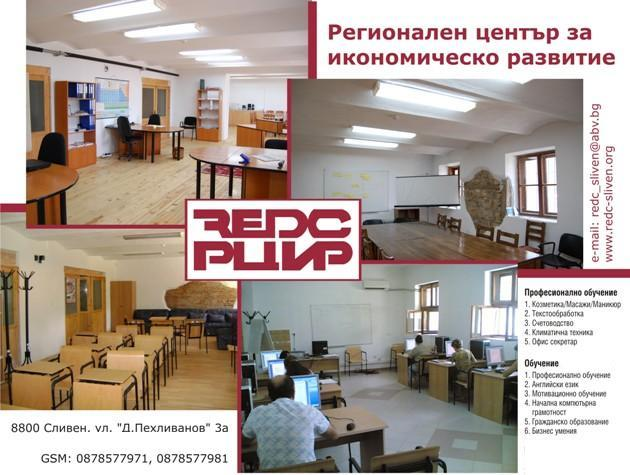 Регионален център за
икономическо развитие
e-mail: redc_sliven@abv.bg
www.redc-sliven.org
REDC
РЦИР
Професионално обучение
1. Козметика/Масажи/Маникюр
2. Текстообработка
3. Счетоводство
4. Климатична техника
5. Офис секретар
Обучение
1. Професионално обучение
2. Английски език
3. Мотивационно обучение
4. Начална компютърна
грамотност
5. Гражданско образование
6. Бизнес умения
8800 Сливен. ул. "Д.Пехливанов" 3а
GSM: 0878577971, 0878577981